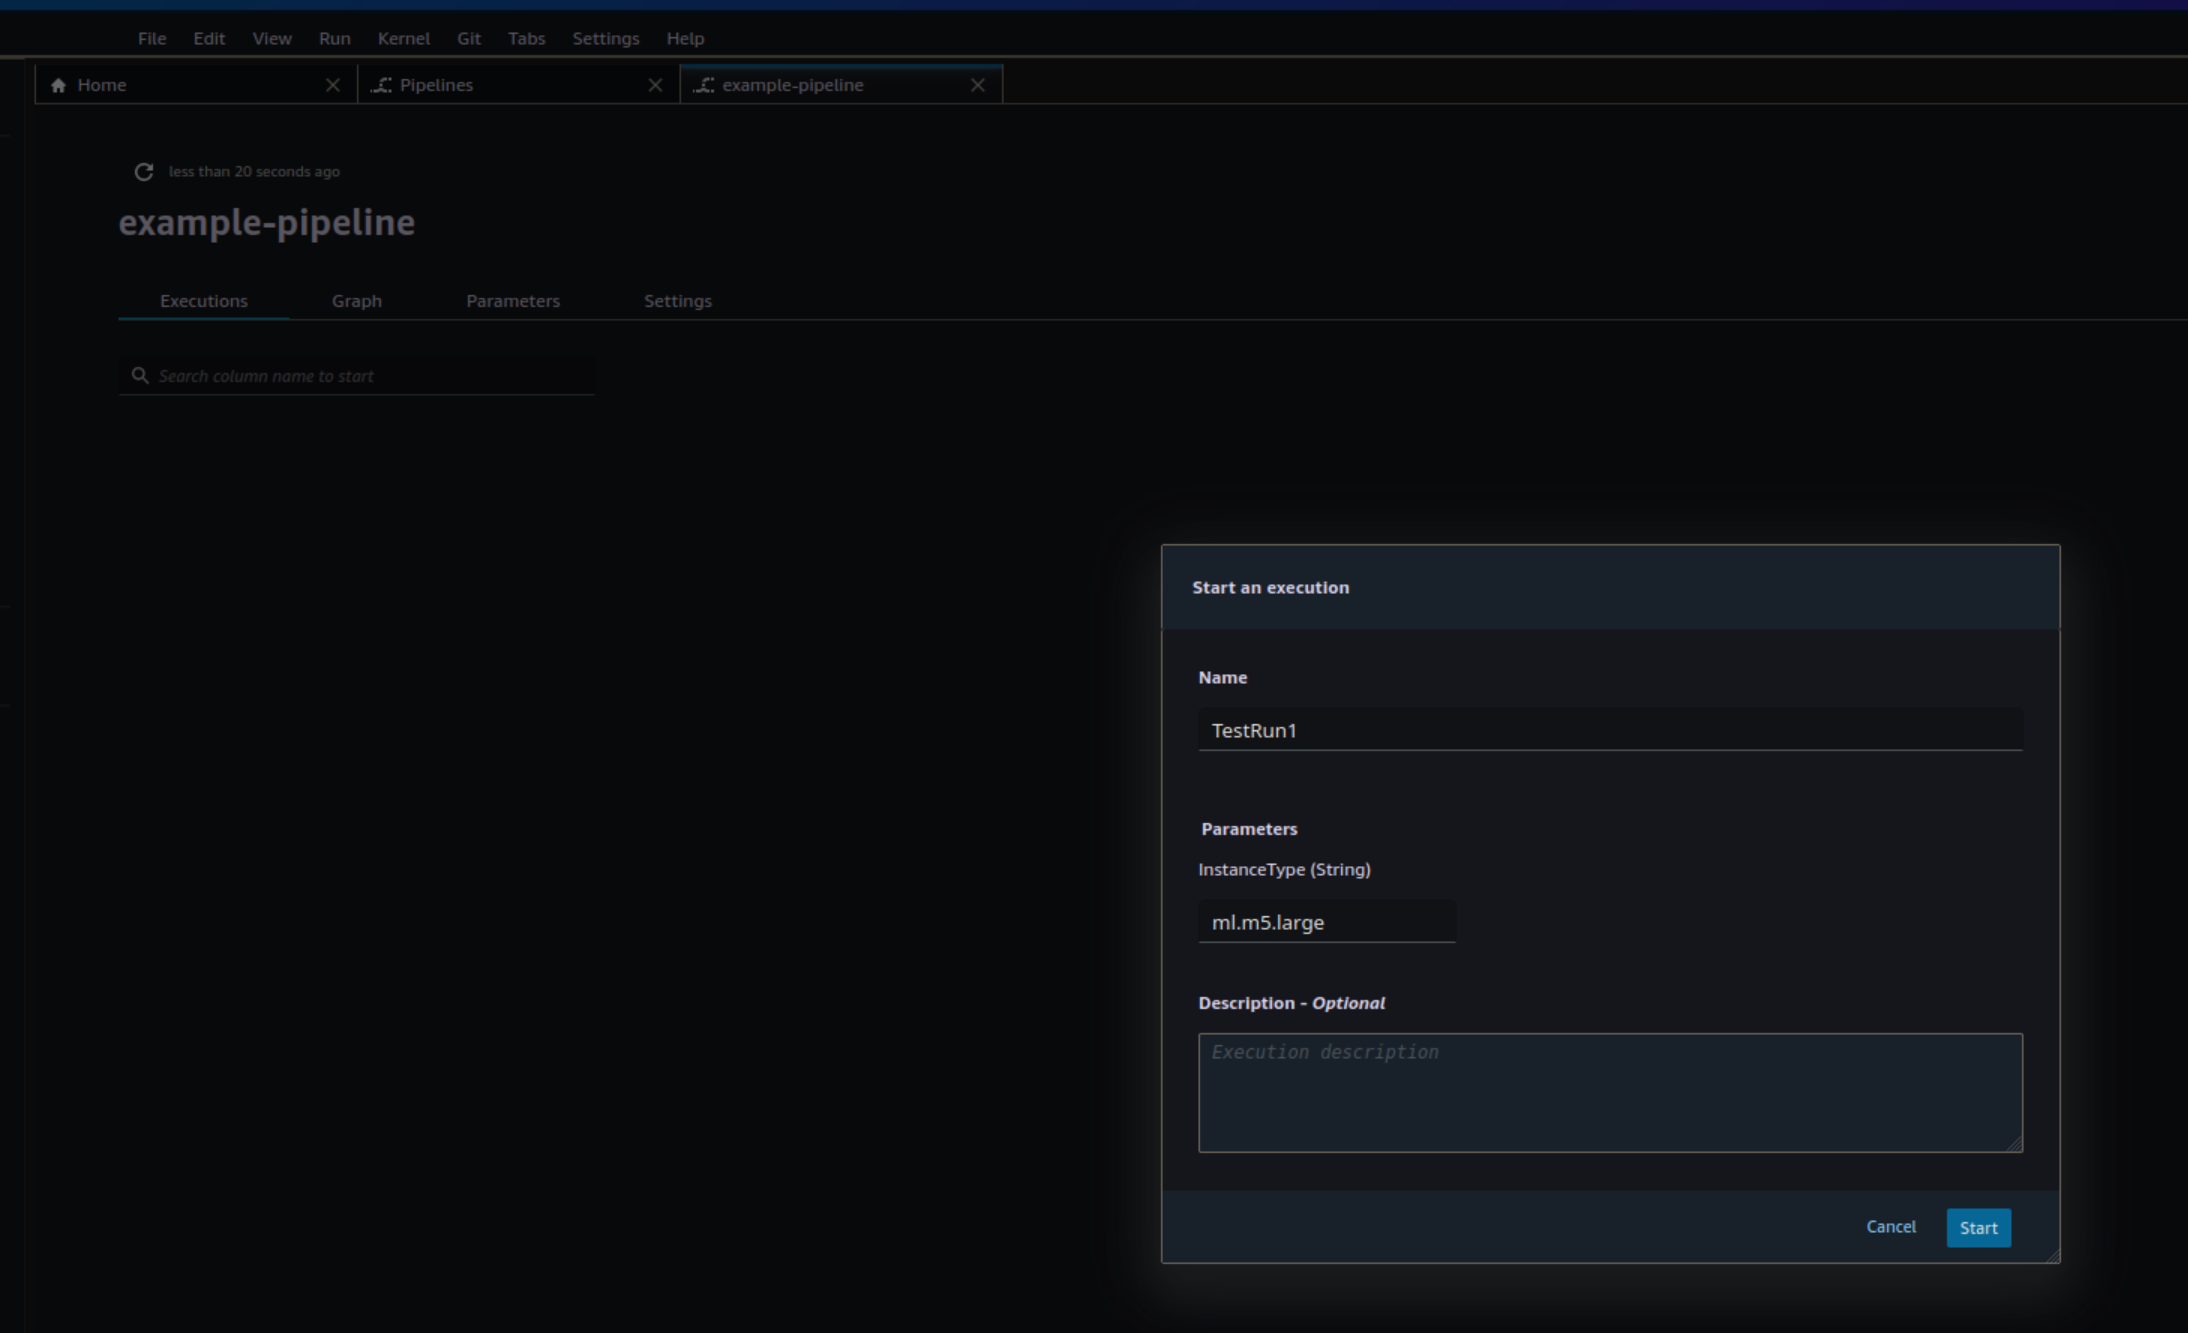 File Edit View Run Kernel Git Tabs Settings Help
Home Pipelines example-pipeline
less than 20 seconds ago
example-pipeline
Executions Graph Parameters Settings
Search column name to start
Start an execution
Name
TestRun1
Parameters
InstanceType (String)
ml.m5.large
Description - Optional
Execution description
Cancel Start